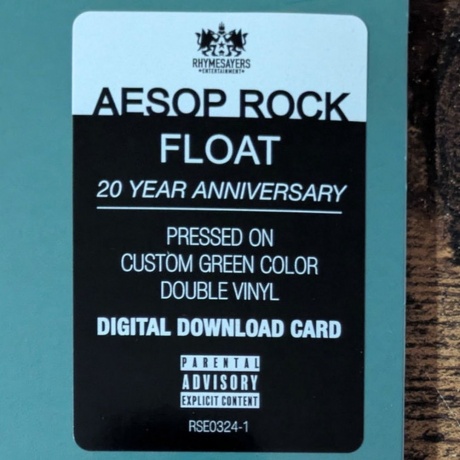 RHYMESAYERS
ENTERTAINMENT
AESOP ROCK
FLOAT
20 YEAR ANNIVERSARY
PRESSED ON
CUSTOM GREEN COLOR
DOUBLE VINYL
DIGITAL DOWNLOAD CARD
PARENTAL
ADVISORY
EXPLICIT CONTENT
RSE0324-1